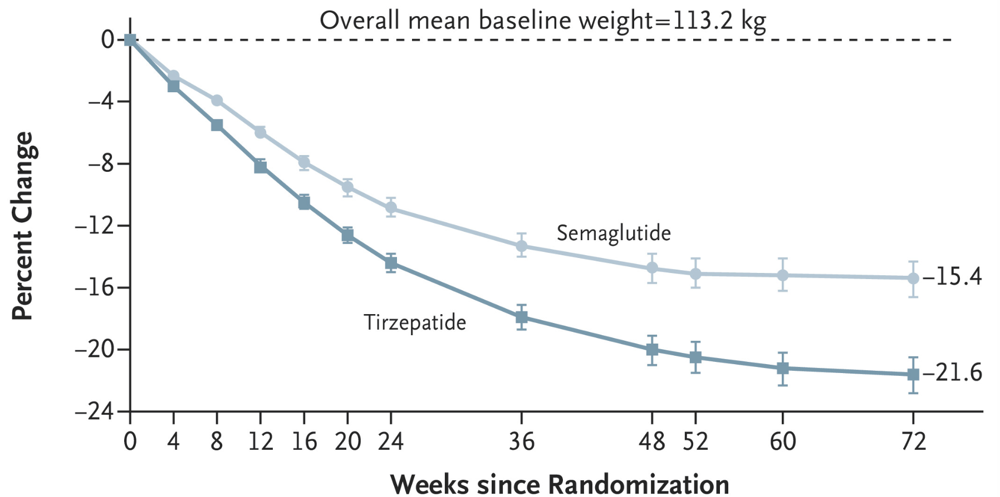 Overall mean baseline weight=113.2 kg
Percent Change
0
–4
–8
–12
–16
–20
–24
Semaglutide
Tirzepatide
–15.4
–21.6
0 4 8 12 16 20 24 36 48 52 60 72
Weeks since Randomization